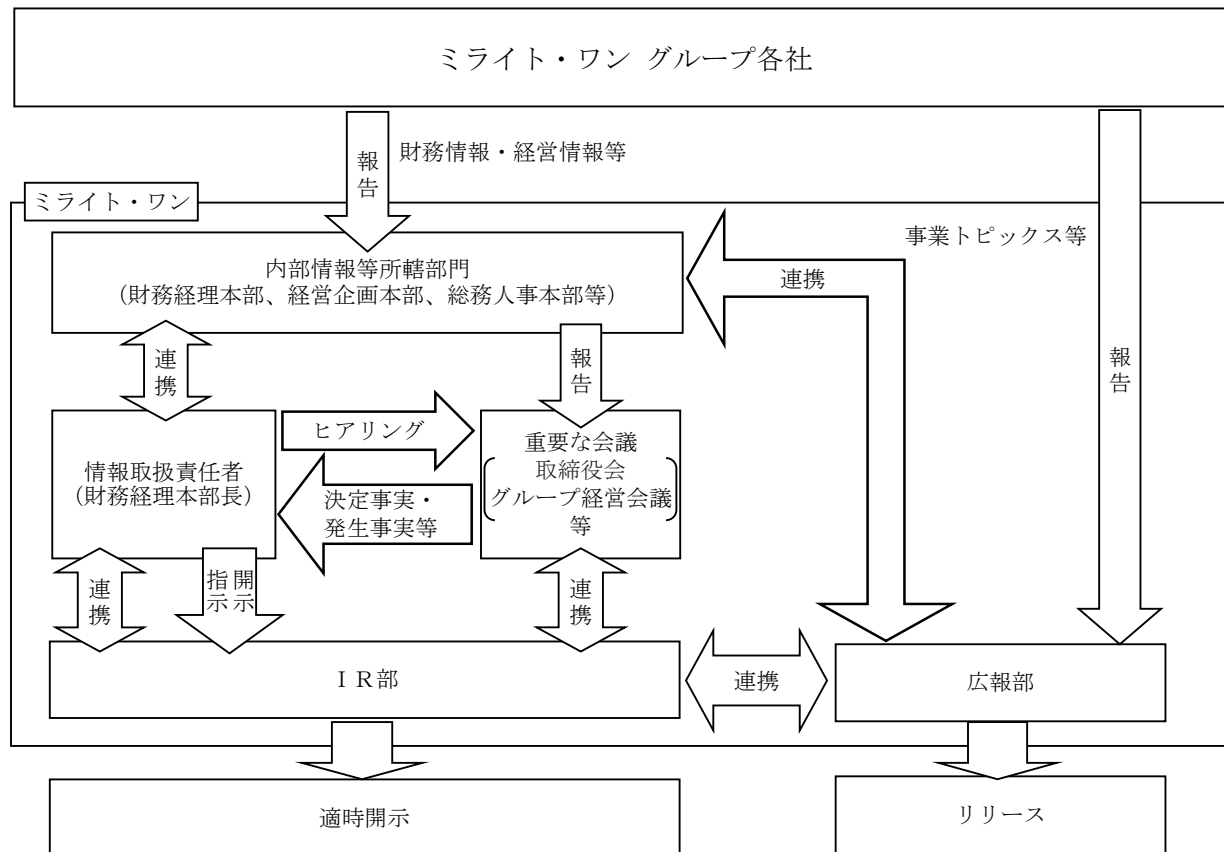 ミライト・ワン グループ各社
報告
財務情報・経営情報等
ミライト・ワン
事業トピックス等
内部情報等所轄部門
（財務経理本部、経営企画本部、総務人事本部等）
連携
連携
報告
報告
ヒアリング
情報取扱責任者
（財務経理本部長）
重要な会議
取締役会
グループ経営会議
等
決定事実・
発生事実等
連携
開示
指示
連携
ＩＲ部
連携
広報部
適時開示
リリース